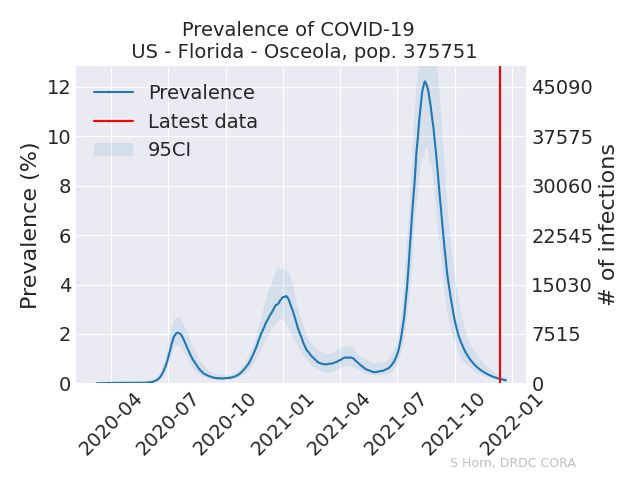 Prevalence of COVID-19
US - Florida - Osceola, pop. 375751
Prevalence
Latest data
95CI
Prevalence (%)
12
10
8
6
4
2
0
# of infections
45090
37575
30060
22545
15030
7515
0
2020-04
2020-07
2020-10
2021-01
2021-04
2021-07
2021-10
2022-01
S Horn, DRDC CORA